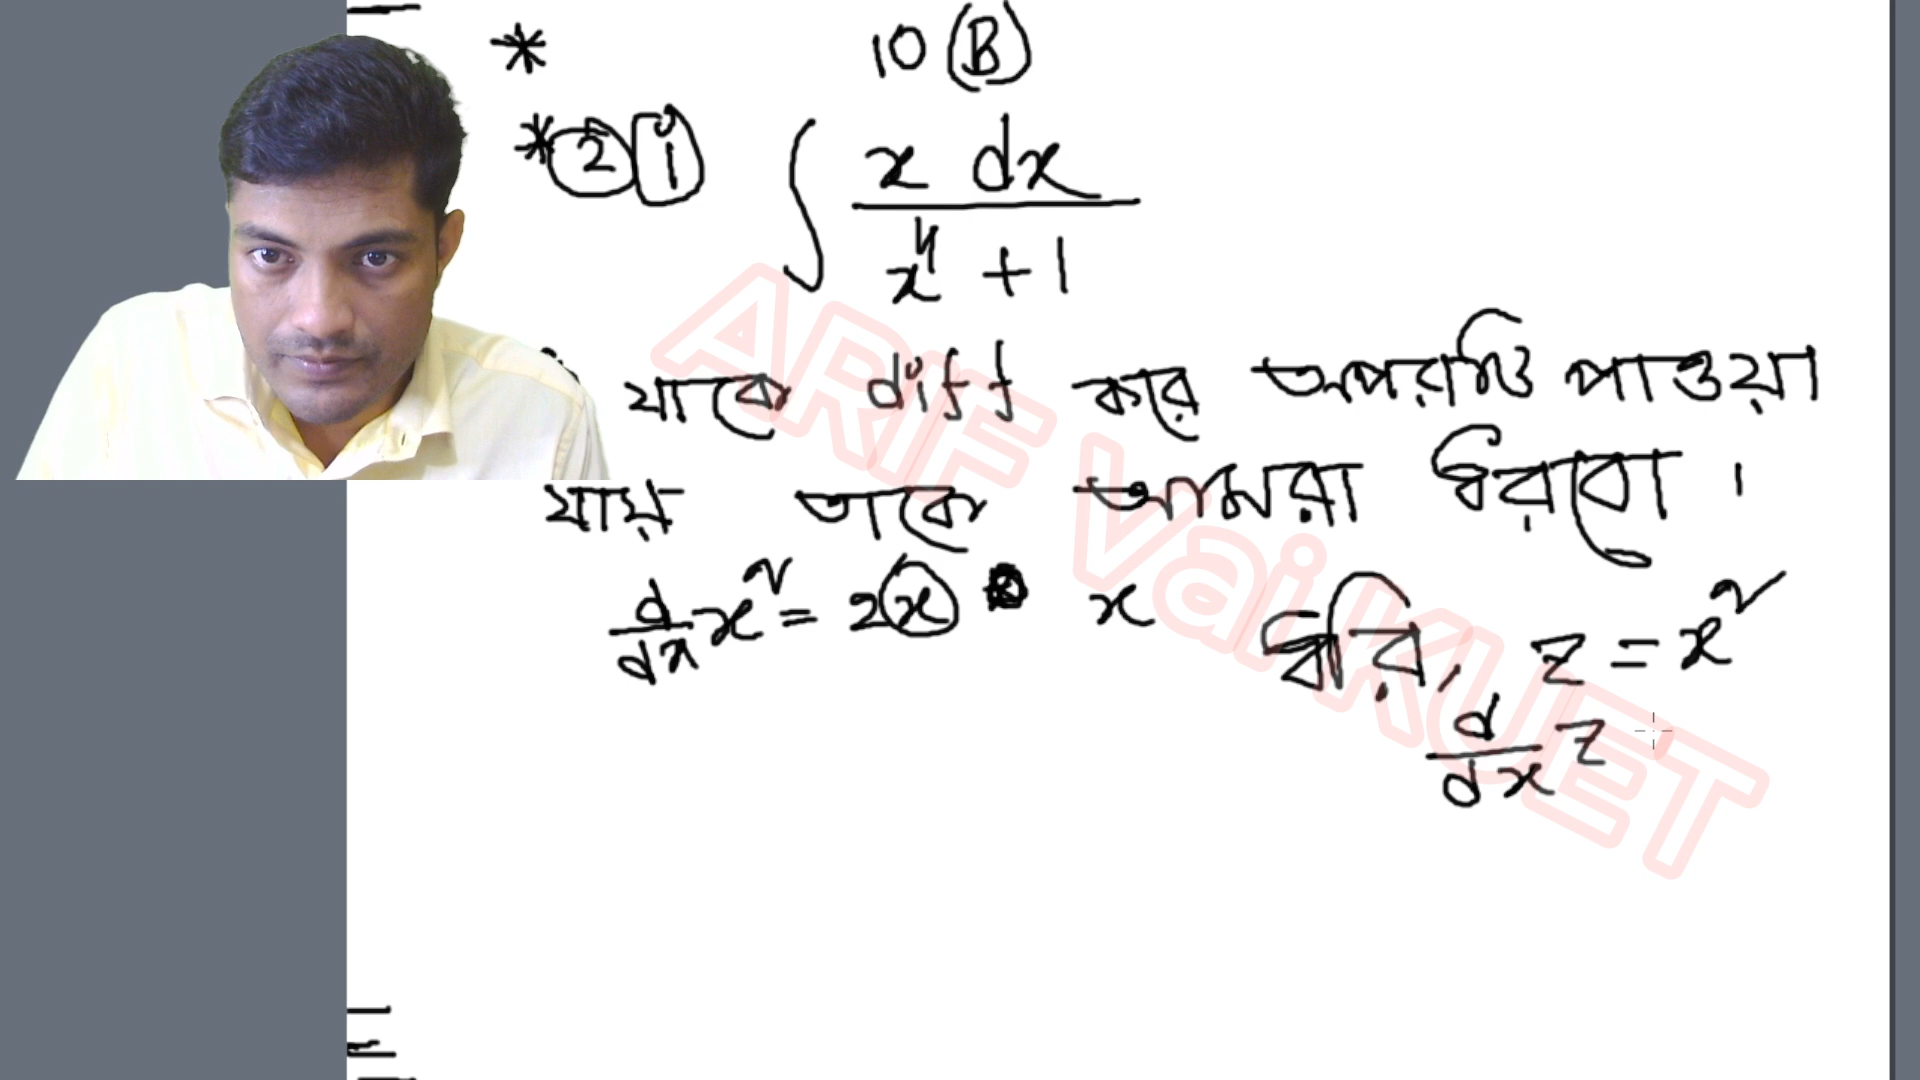 * 10 (B)
* 2 i ∫ x dx / x⁴ + 1
যাকে diff করে অপরটি পাওয়া
যায় তাকে আমরা ধরবো ।
d/dx x² = 2x x ধরি, z = x²
d/dx z
ARIF Vai KUET